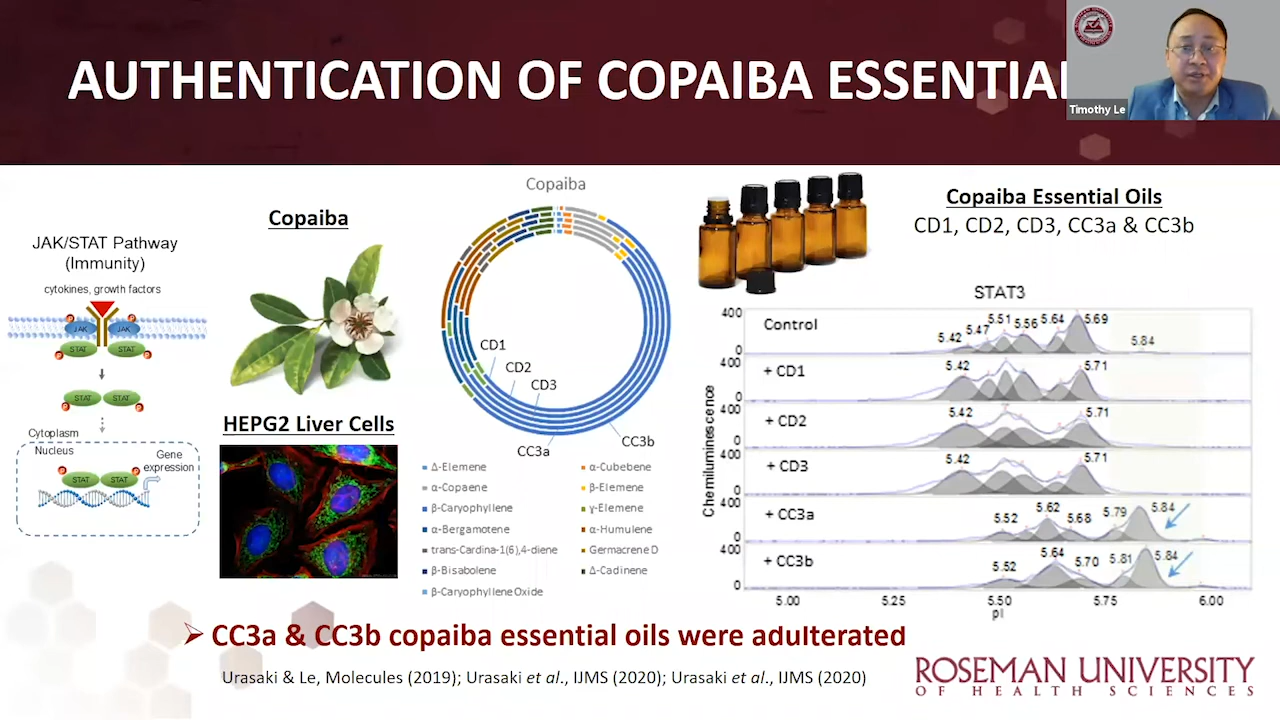 AUTHENTICATION OF COPAIBA ESSENTIAL
Timothy Le
JAK/STAT Pathway
(Immunity)
cytokines, growth factors
JAK
JAK
STAT
STAT
STAT
STAT
Cytoplasm
Nucleus
Gene
expression
STAT
STAT
Copaiba
HEPG2 Liver Cells
Copaiba
CD1
CD2
CD3
CC3a
CC3b
Δ-Elemene
α-Cubebene
α-Copaene
β-Elemene
β-Caryophyllene
γ-Elemene
α-Bergamotene
α-Humulene
trans-Cardina-1(6),4-diene
Germacrene D
β-Bisabolene
Δ-Cadinene
β-Caryophyllene Oxide
Copaiba Essential Oils
CD1, CD2, CD3, CC3a & CC3b
STAT3
Chemiluminescence
400
0
Control
5.42
5.47
5.51
5.56
5.64
5.69
5.84
400
0
+ CD1
5.42
5.71
400
0
+ CD2
5.42
5.71
400
0
+ CD3
5.42
5.71
400
0
+ CC3a
5.52
5.62
5.68
5.79
5.84
400
0
+ CC3b
5.52
5.64
5.70
5.81
5.84
5.00
5.25
5.50
5.75
6.00
pI
➢ CC3a & CC3b copaiba essential oils were adulterated
Urasaki & Le, Molecules (2019); Urasaki et al., IJMS (2020); Urasaki et al., IJMS (2020)
ROSEMAN UNIVERSITY
OF HEALTH SCIENCES